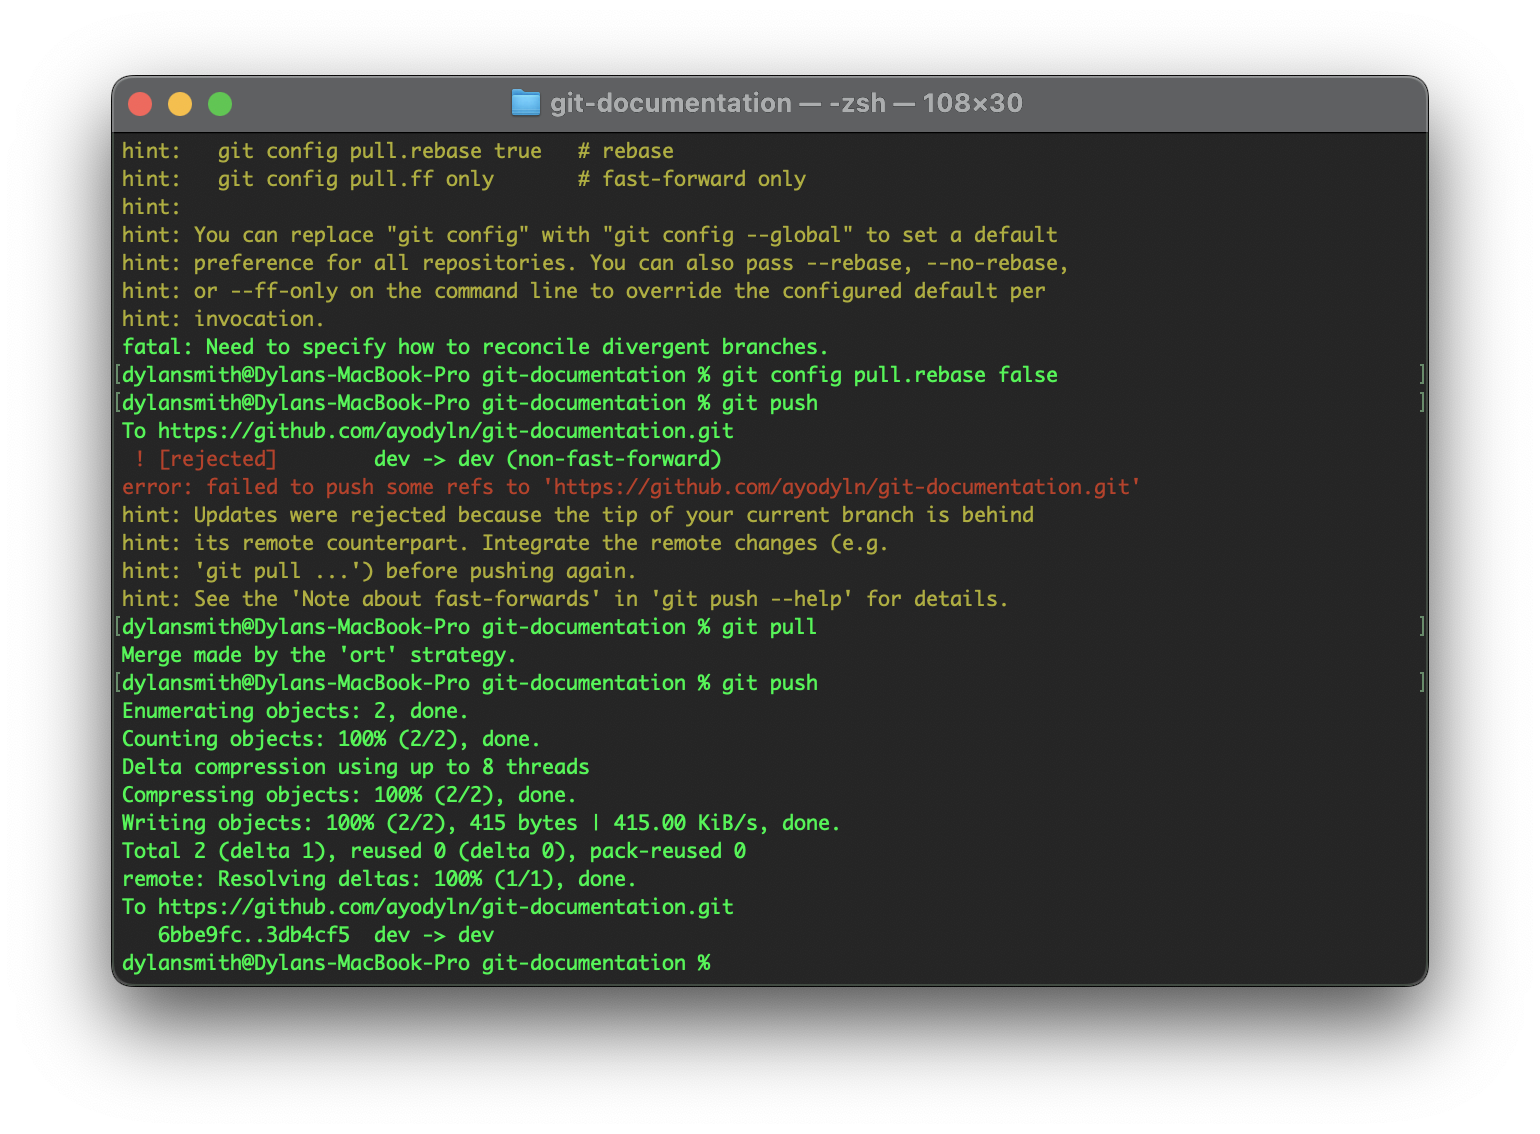 git-documentation — -zsh — 108×30
hint:   git config pull.rebase true   # rebase
hint:   git config pull.ff only       # fast-forward only
hint:
hint: You can replace "git config" with "git config --global" to set a default
hint: preference for all repositories. You can also pass --rebase, --no-rebase,
hint: or --ff-only on the command line to override the configured default per
hint: invocation.
fatal: Need to specify how to reconcile divergent branches.
[dylansmith@Dylans-MacBook-Pro git-documentation % git config pull.rebase false ]
[dylansmith@Dylans-MacBook-Pro git-documentation % git push ]
To https://github.com/ayodyln/git-documentation.git
 ! [rejected]        dev -> dev (non-fast-forward)
error: failed to push some refs to 'https://github.com/ayodyln/git-documentation.git'
hint: Updates were rejected because the tip of your current branch is behind
hint: its remote counterpart. Integrate the remote changes (e.g.
hint: 'git pull ...') before pushing again.
hint: See the 'Note about fast-forwards' in 'git push --help' for details.
[dylansmith@Dylans-MacBook-Pro git-documentation % git pull ]
Merge made by the 'ort' strategy.
[dylansmith@Dylans-MacBook-Pro git-documentation % git push ]
Enumerating objects: 2, done.
Counting objects: 100% (2/2), done.
Delta compression using up to 8 threads
Compressing objects: 100% (2/2), done.
Writing objects: 100% (2/2), 415 bytes | 415.00 KiB/s, done.
Total 2 (delta 1), reused 0 (delta 0), pack-reused 0
remote: Resolving deltas: 100% (1/1), done.
To https://github.com/ayodyln/git-documentation.git
   6bbe9fc..3db4cf5  dev -> dev
dylansmith@Dylans-MacBook-Pro git-documentation %